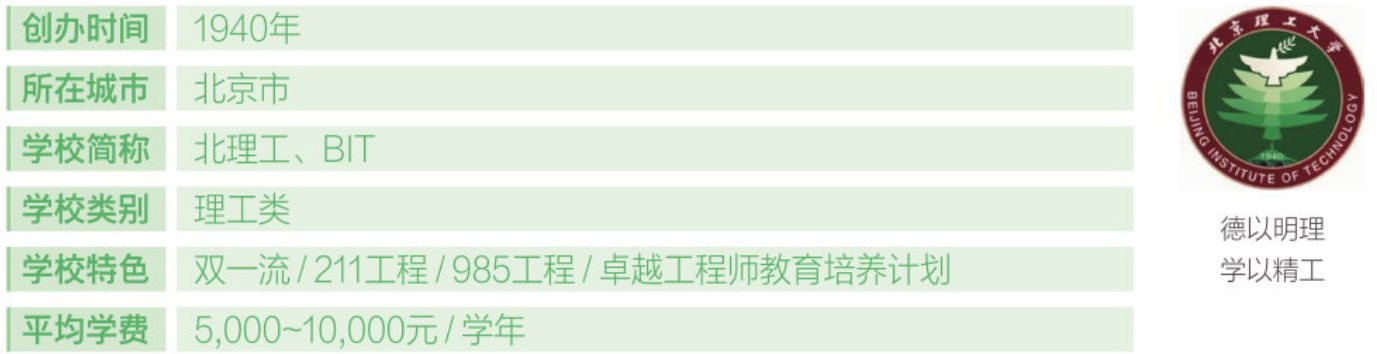 创办时间 1940年
所在城市 北京市
学校简称 北理工、BIT
学校类别 理工类
学校特色 双一流 / 211工程 / 985工程 / 卓越工程师教育培养计划
平均学费 5,000~10,000元 / 学年
北京理工大学
1940
BEIJING INSTITUTE OF TECHNOLOGY
德以明理
学以精工